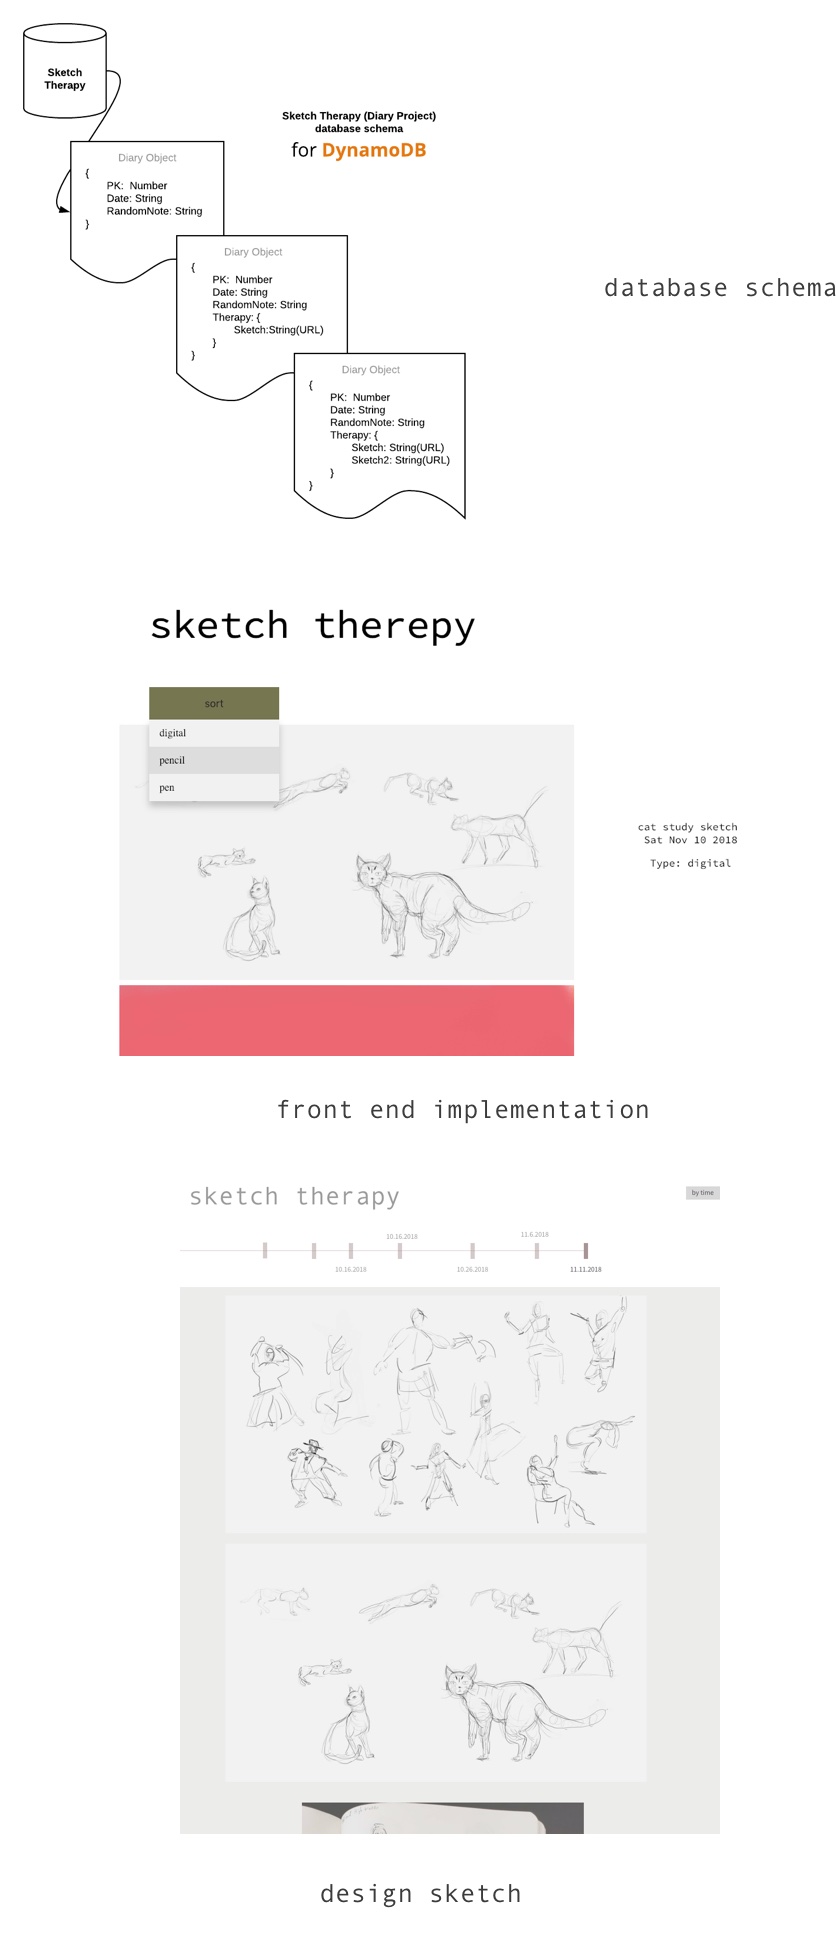 Sketch
Therapy
Sketch Therapy (Diary Project)
database schema
for DynamoDB
Diary Object
{
PK: Number
Date: String
RandomNote: String
}
Diary Object
{
PK: Number
Date: String
RandomNote: String
Therapy: {
Sketch:String(URL)
}
}
database schema
Diary Object
{
PK: Number
Date: String
RandomNote: String
Therapy: {
Sketch: String(URL)
Sketch2: String(URL)
}
}
sketch therepy
sort
digital
pencil
pen
cat study sketch
Sat Nov 10 2018
Type: digital
front end implementation
sketch therapy
by time
10.16.2018
11.6.2018
10.16.2018
10.26.2018
11.11.2018
design sketch